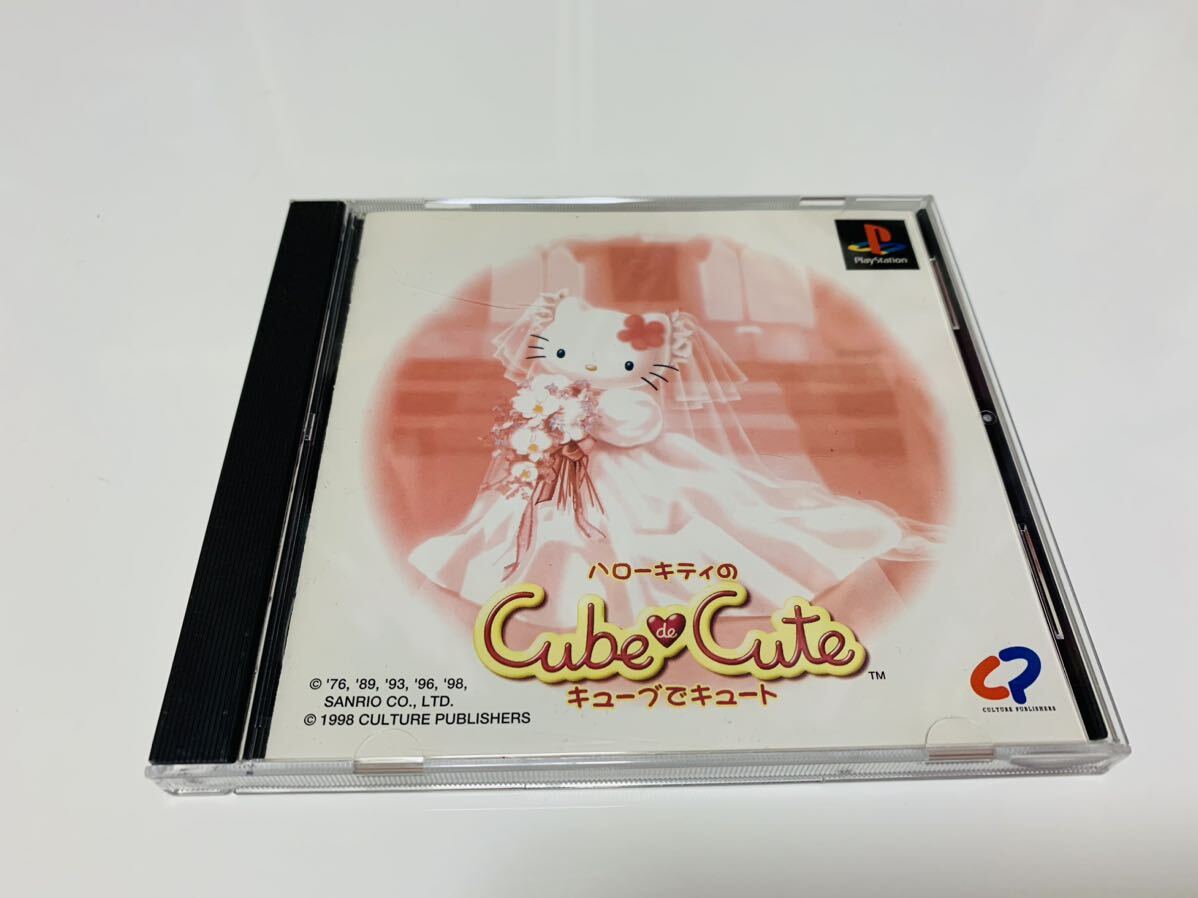 PlayStation
ハローキティの
Cube de Cute
TM
キューブでキュート
© '76, '89, '93, '96, '98,
SANRIO CO., LTD.
© 1998 CULTURE PUBLISHERS
CP
CULTURE PUBLISHERS